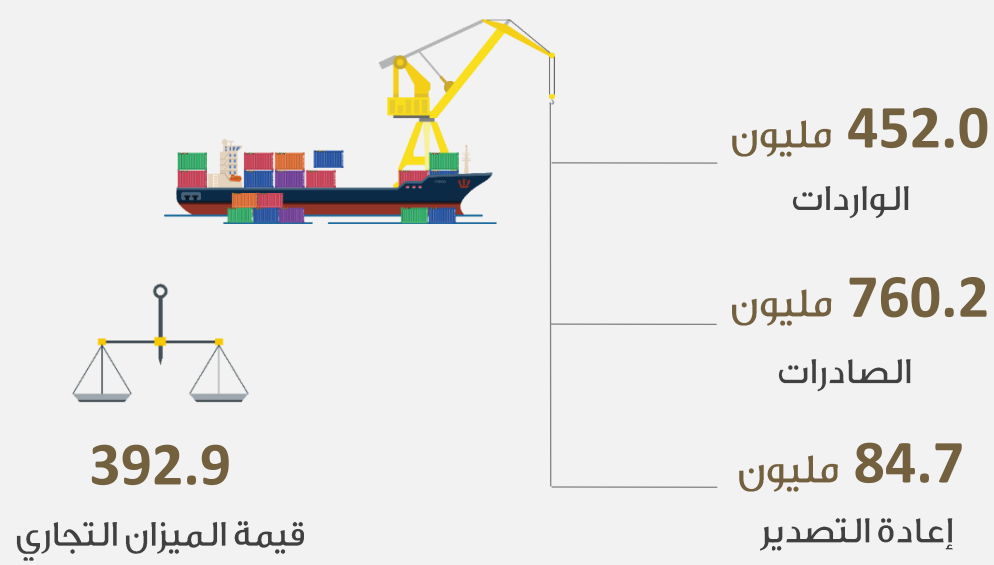 452.0 مليون
الواردات
760.2 مليون
الصادرات
84.7 مليون
إعادة التصدير
392.9
قيمة الميزان التجاري